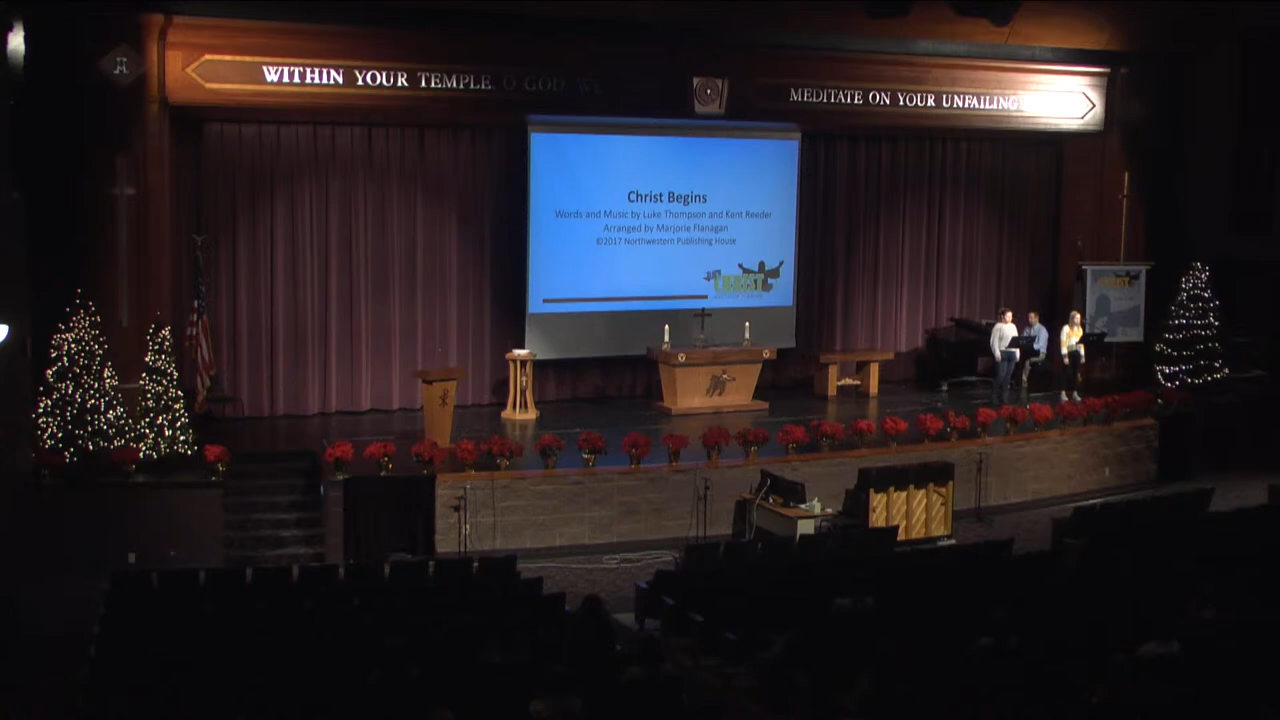 WITHIN YOUR TEMPLE, O GOD, WE
MEDITATE ON YOUR UNFAILING
Christ Begins
Words and Music by Luke Thompson and Kent Reeder
Arranged by Marjorie Flanagan
©2017 Northwestern Publishing House
CHRIST